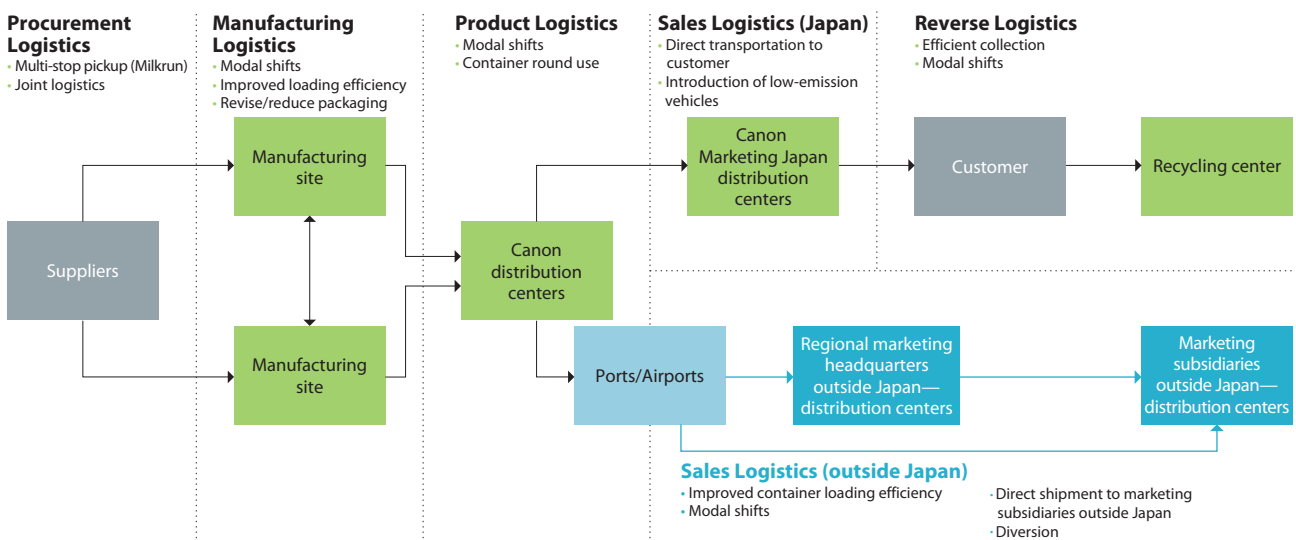 Procurement
Logistics
• Multi-stop pickup (Milkrun)
• Joint logistics
Manufacturing
Logistics
• Modal shifts
• Improved loading efficiency
• Revise/reduce packaging
Product Logistics
• Modal shifts
• Container round use
Sales Logistics (Japan)
• Direct transportation to
customer
• Introduction of low-emission
vehicles
Reverse Logistics
• Efficient collection
• Modal shifts
Suppliers
Manufacturing
site
Manufacturing
site
Canon
distribution
centers
Canon
Marketing Japan
distribution
centers
Customer
Recycling center
Ports/Airports
Regional marketing
headquarters
outside Japan—
distribution centers
Marketing
subsidiaries
outside Japan—
distribution centers
Sales Logistics (outside Japan)
• Improved container loading efficiency
• Modal shifts
• Direct shipment to marketing
subsidiaries outside Japan
• Diversion